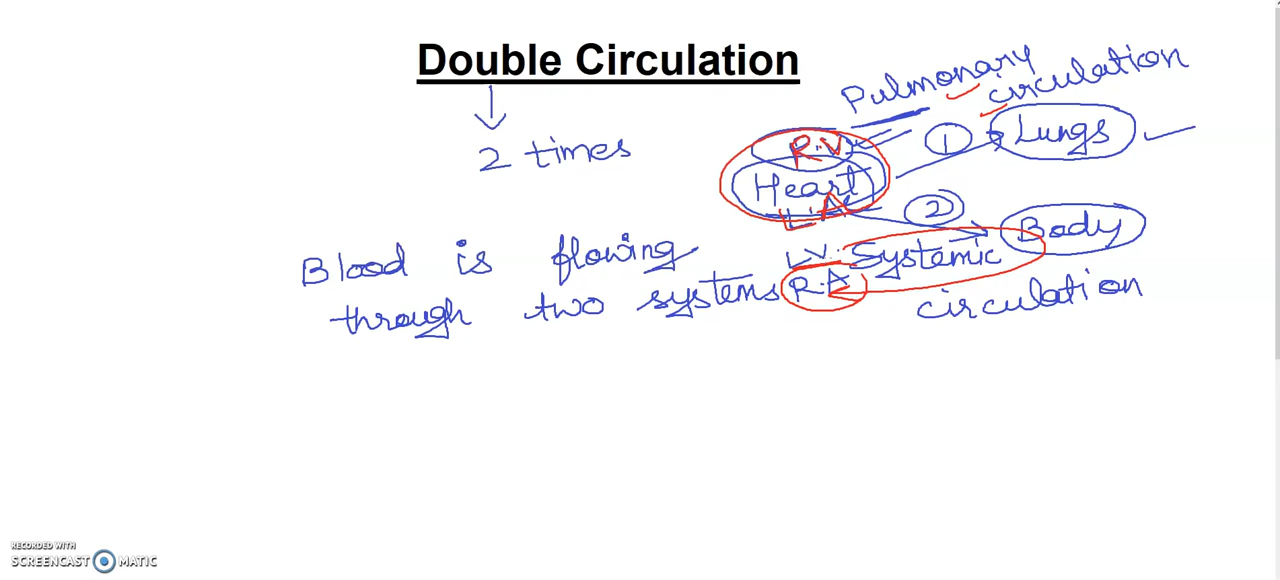 Double Circulation
Pulmonary
circulation
2 times
R.V
1
Lungs
Heart
L.A
2
Body
Blood is flowing
L.V.
Systemic
through two systems
R.A
circulation
RECORDED WITH
SCREENCAST MATIC